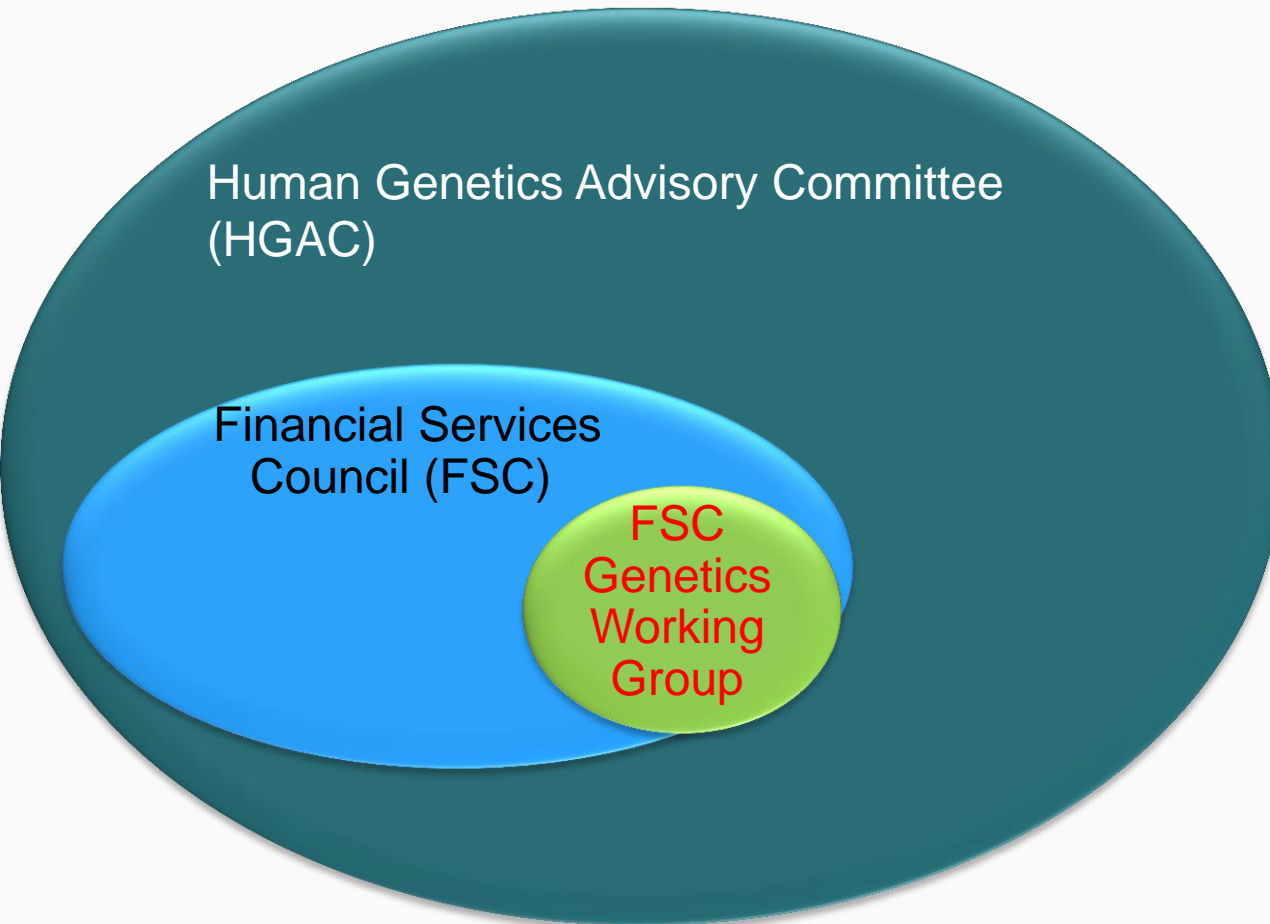 Human Genetics Advisory Committee
(HGAC)
Financial Services
Council (FSC)
FSC
Genetics
Working
Group